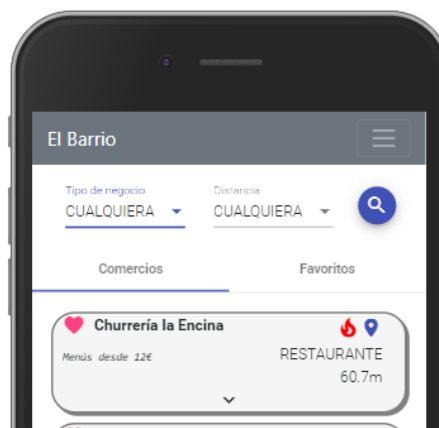 El Barrio
Tipo de negocio Distancia
CUALQUIERA CUALQUIERA
Comercios Favoritos
Churrería la Encina
Menús desde 12€ RESTAURANTE
60.7m